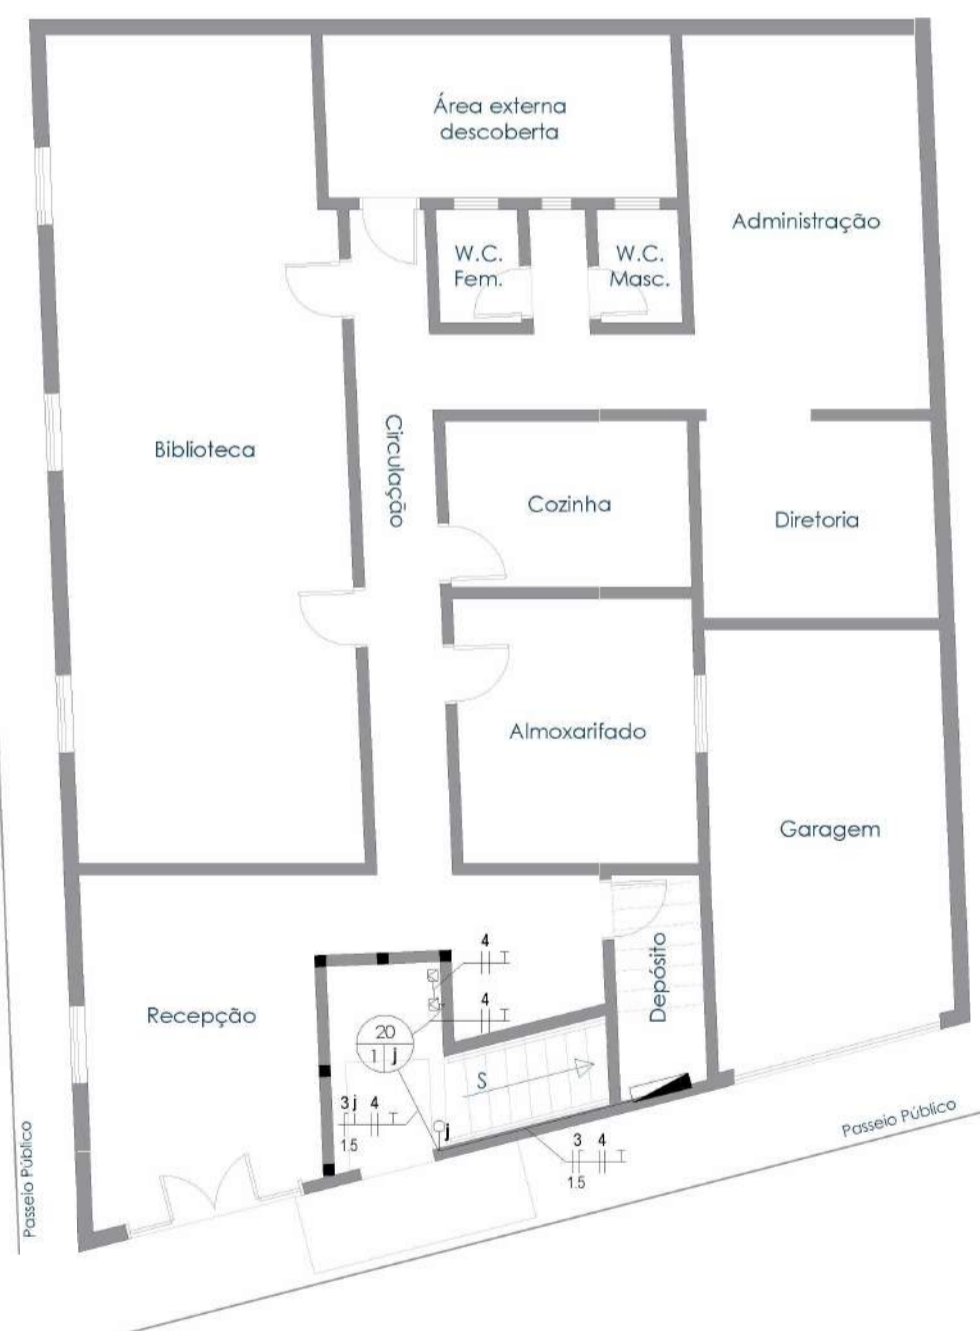 Área externa
descoberta
Administração
W.C.
Fem.
W.C.
Masc.
Circulação
Biblioteca
Cozinha
Diretoria
Almoxarifado
Garagem
4
4
Depósito
Recepção
20
1 j
S
3 j 4
1.5
j
3 4
1.5
Passeio Público
Passeio Público